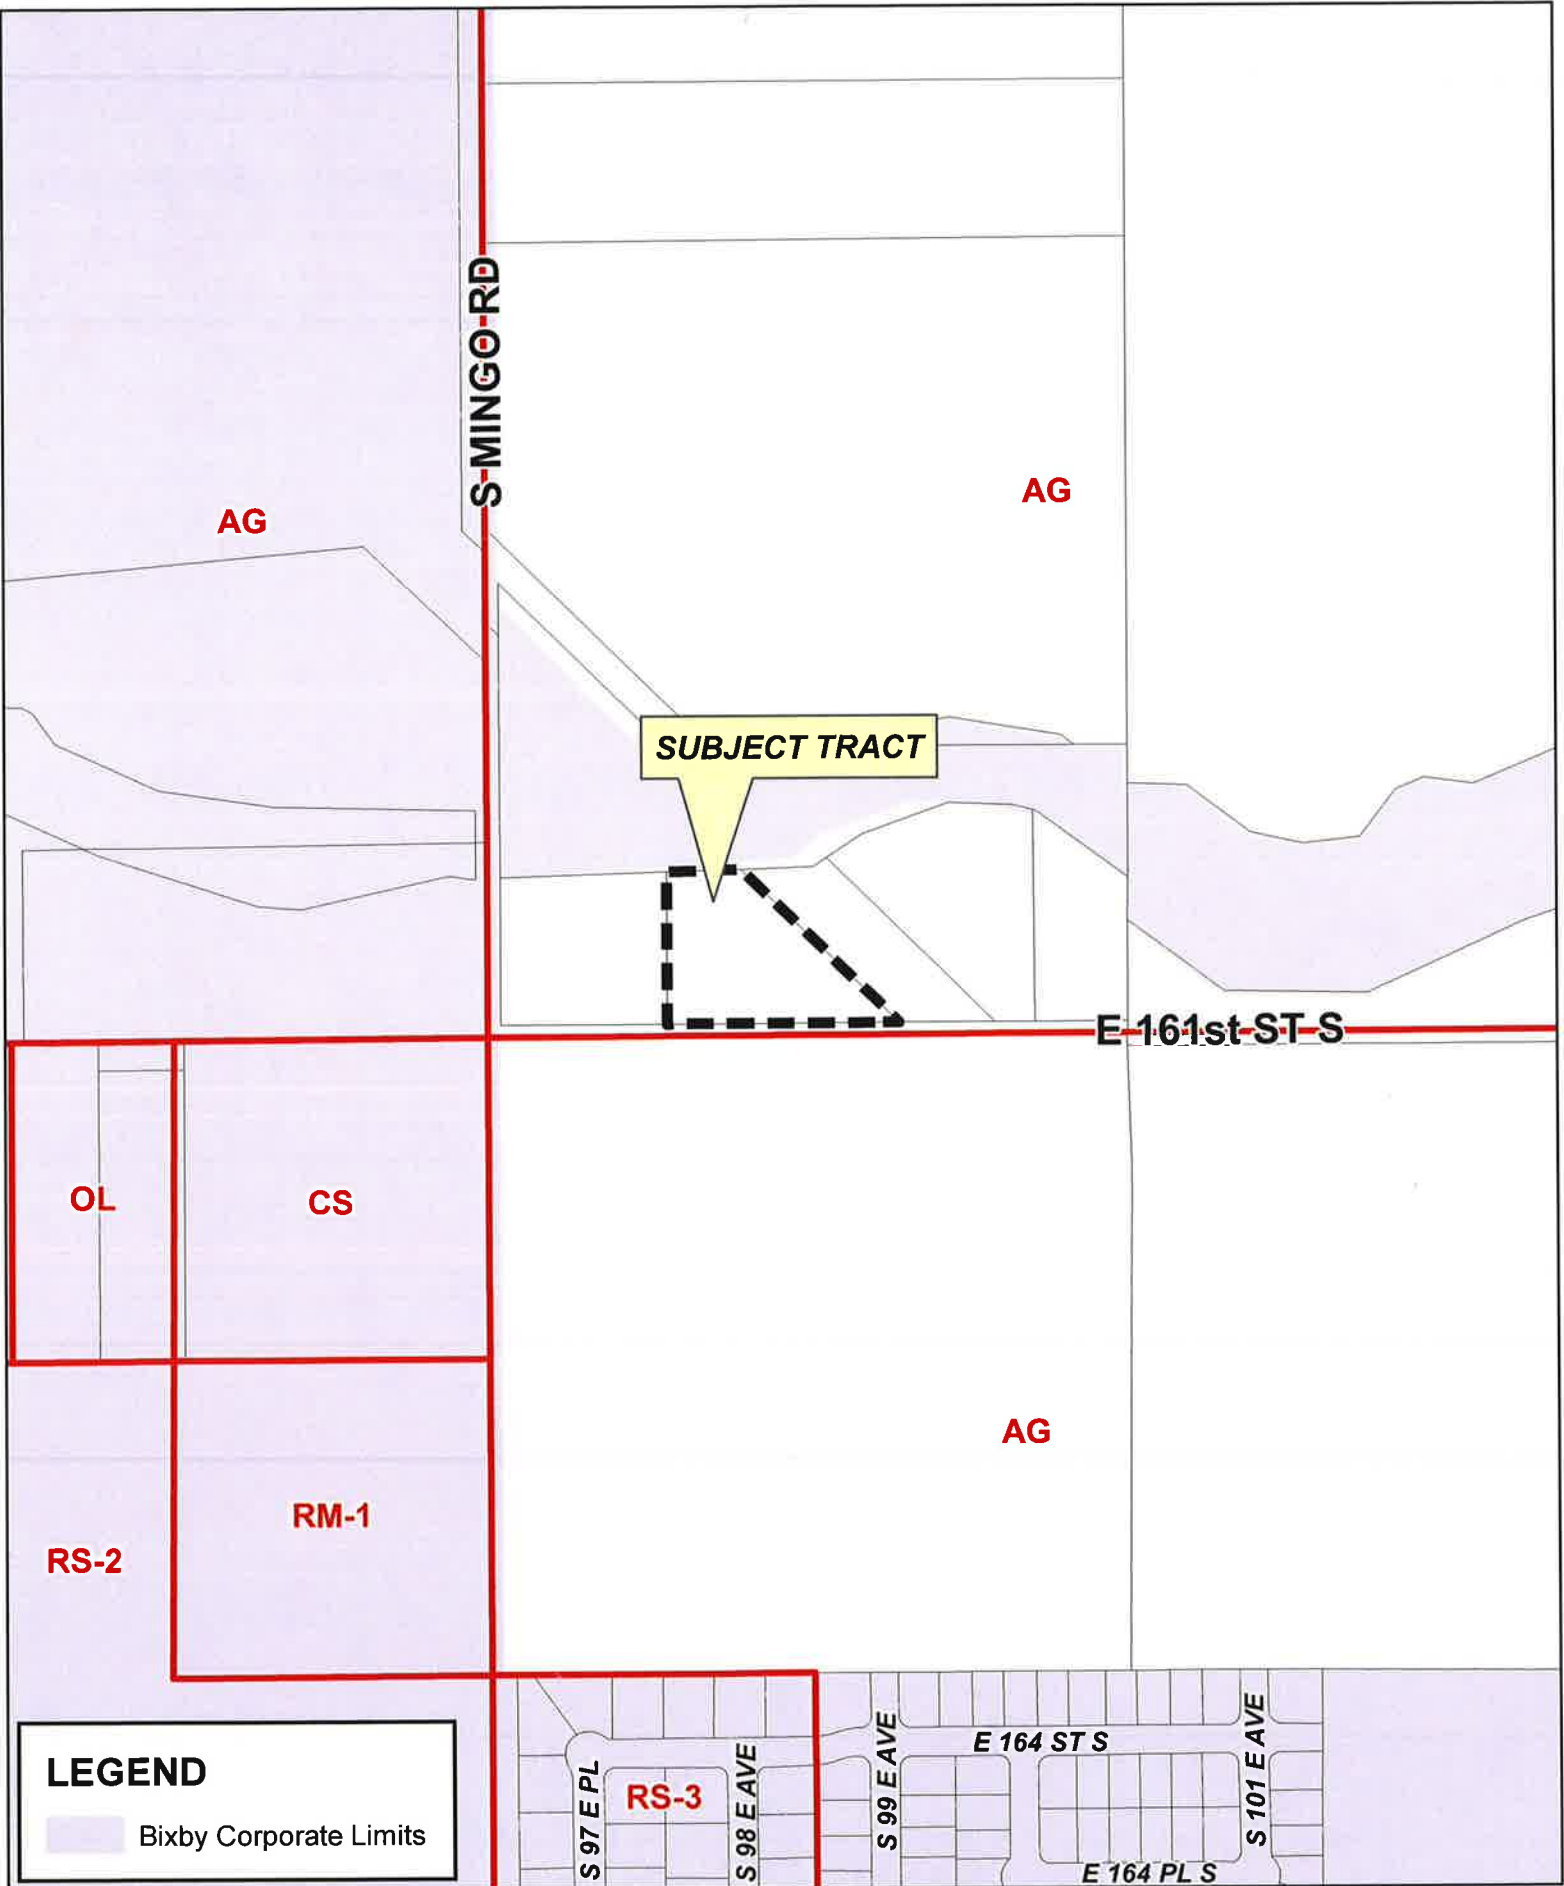 S MINGO RD
AG
AG
SUBJECT TRACT
E 161st ST S
OL
CS
AG
RM-1
RS-2
E 164 ST S
S 97 E PL
RS-3
S 98 E AVE
S 99 E AVE
S 101 E AVE
E 164 PL S
LEGEND
Bixby Corporate Limits